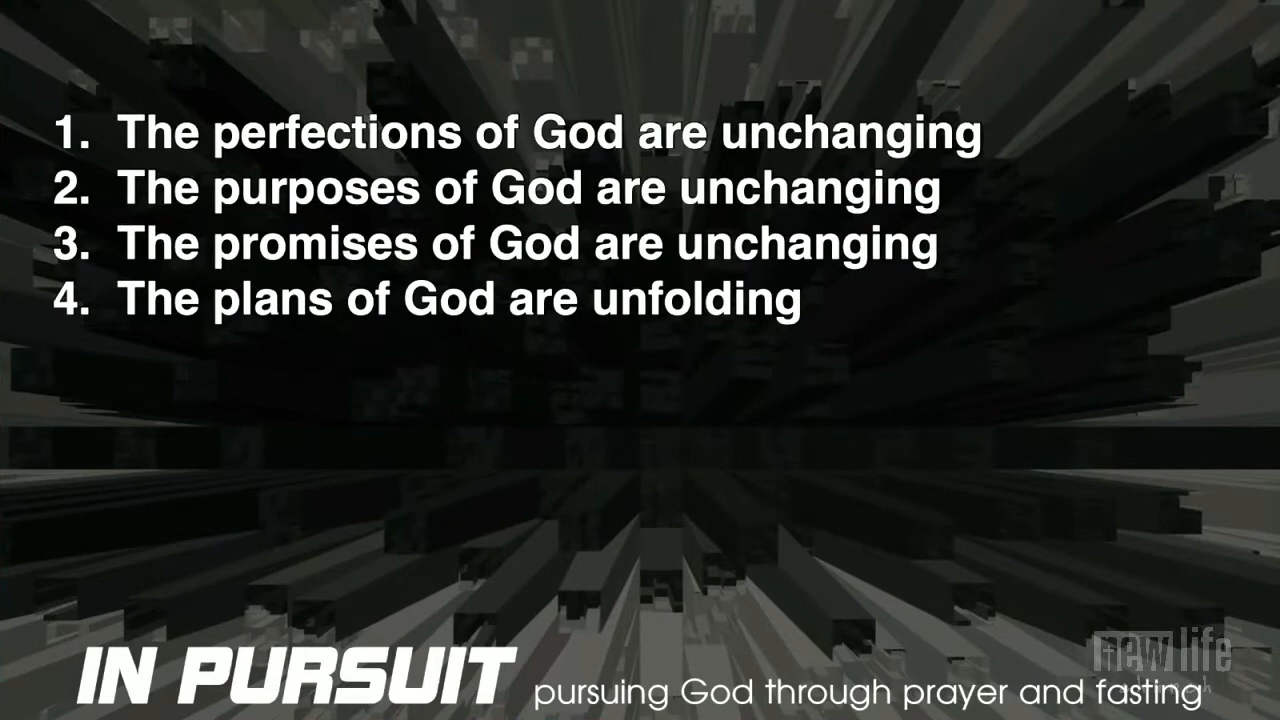 1. The perfections of God are unchanging
2. The purposes of God are unchanging
3. The promises of God are unchanging
4. The plans of God are unfolding
new life
IN PURSUIT pursuing God through prayer and fasting